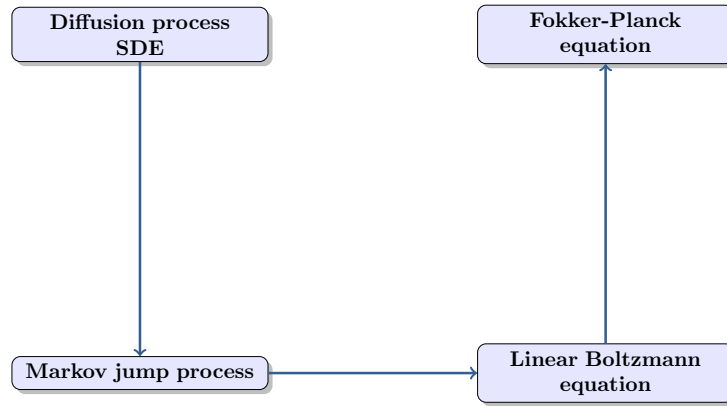 Diffusion process
SDE
Fokker-Planck
equation
Markov jump process
Linear Boltzmann
equation